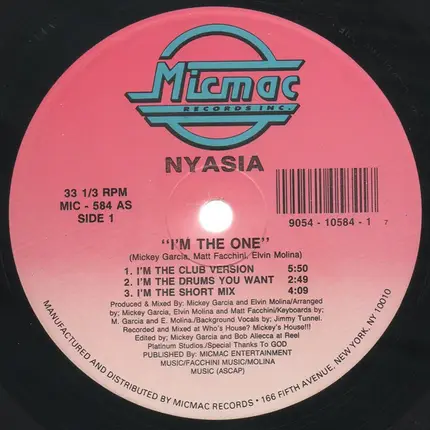 Micmac
RECORDS INC.
NYASIA
33 1/3 RPM
MIC - 584 AS
SIDE 1
9054 - 10584 - 1 7
"I'M THE ONE"
(Mickey Garcia, Matt Facchini, Elvin Molina)
1. I'M THE CLUB VERSION 5:50
2. I'M THE DRUMS YOU WANT 2:49
3. I'M THE SHORT MIX 4:09
Produced & Mixed By: Mickey Garcia and Elvin Molina/Arranged
by; Mickey Garcia, Elvin Molina and Matt Facchini/Keyboards by;
M. Garcia and E. Molina./Background Vocals by; Jimmy Tunnel.
Recorded and Mixed at Who's House? Mickey's House!!!
Edited by; Mickey Garcia and Bob Allecca at Reel
Platinum Studios./Special Thanks To GOD
PUBLISHED By: MICMAC ENTERTAINMENT
MUSIC/FACCHINI MUSIC/MOLINA
MUSIC (ASCAP)
MANUFACTURED AND DISTRIBUTED BY MICMAC RECORDS • 166 FIFTH AVENUE, NEW YORK, NY 10010